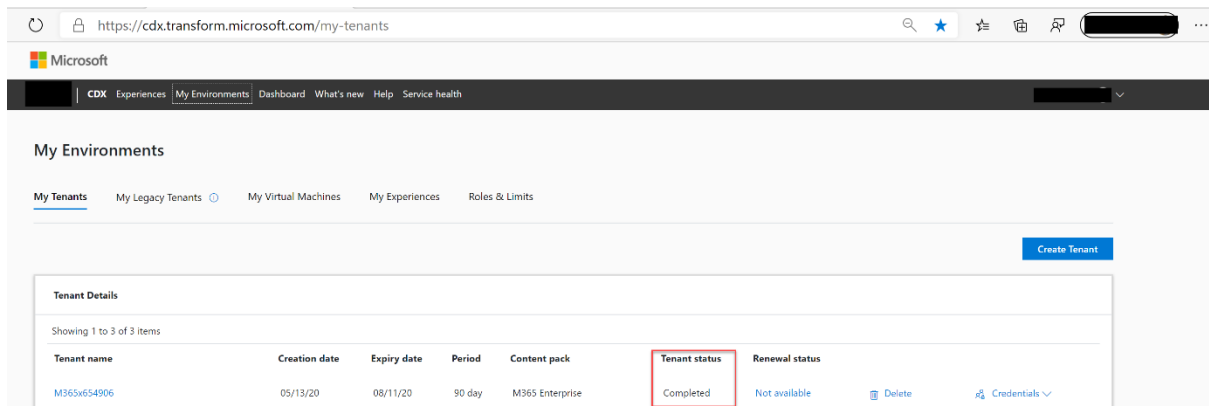 https://cdx.transform.microsoft.com/my-tenants
Microsoft
CDX Experiences My Environments Dashboard What's new Help Service health
My Environments
My Tenants My Legacy Tenants My Virtual Machines My Experiences Roles & Limits
Create Tenant
Tenant Details
Showing 1 to 3 of 3 items
Tenant name Creation date Expiry date Period Content pack Tenant status Renewal status
M365x654906 05/13/20 08/11/20 90 day M365 Enterprise Completed Not available Delete Credentials